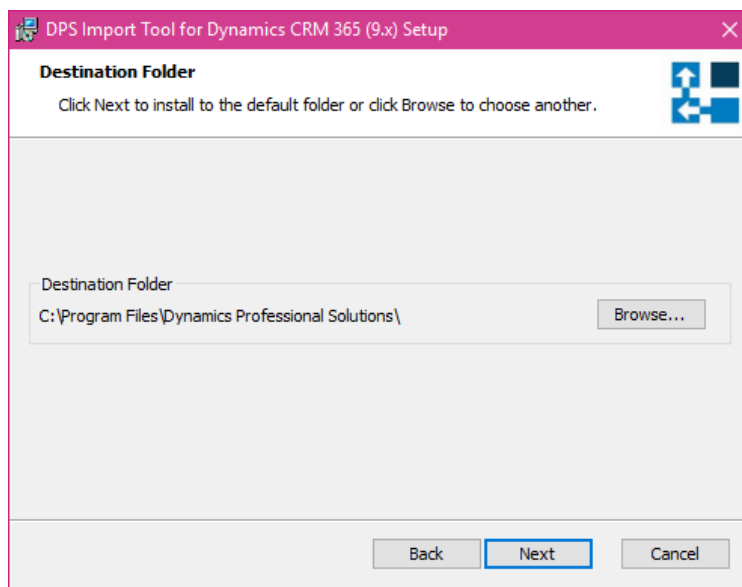 DPS Import Tool for Dynamics CRM 365 (9.x) Setup
Destination Folder
Click Next to install to the default folder or click Browse to choose another.
Destination Folder
C:\Program Files\Dynamics Professional Solutions\
Browse...
Back
Next
Cancel